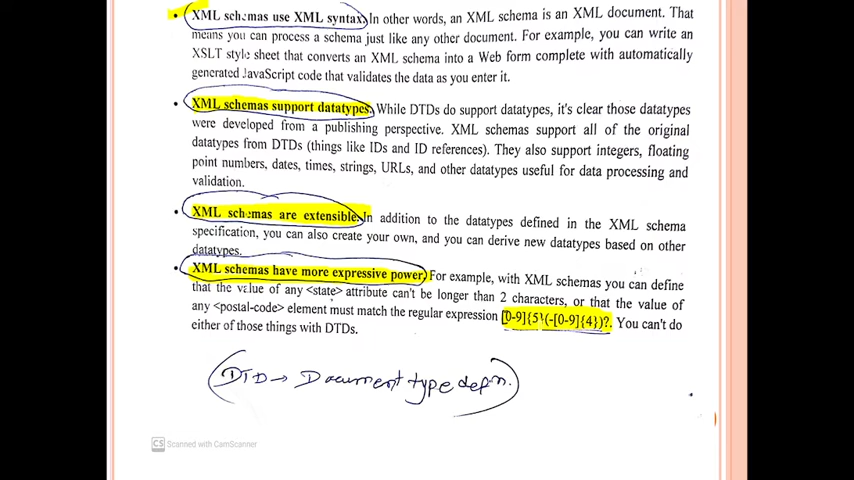 • XML schemas use XML syntax. In other words, an XML schema is an XML document. That
means you can process a schema just like any other document. For example, you can write an
XSLT style sheet that converts an XML schema into a Web form complete with automatically
generated JavaScript code that validates the data as you enter it.
• XML schemas support datatypes. While DTDs do support datatypes, it's clear those datatypes
were developed from a publishing perspective. XML schemas support all of the original
datatypes from DTDs (things like IDs and ID references). They also support integers, floating
point numbers, dates, times, strings, URLs, and other datatypes useful for data processing and
validation.
• XML schemas are extensible. In addition to the datatypes defined in the XML schema
specification, you can also create your own, and you can derive new datatypes based on other
datatypes.
• XML schemas have more expressive power. For example, with XML schemas you can define
that the value of any <state> attribute can't be longer than 2 characters, or that the value of
any <postal-code> element must match the regular expression [0-9]{5}(-[0-9]{4})?. You can't do
either of those things with DTDs.
(DTD → Document type defn.)
CS Scanned with CamScanner